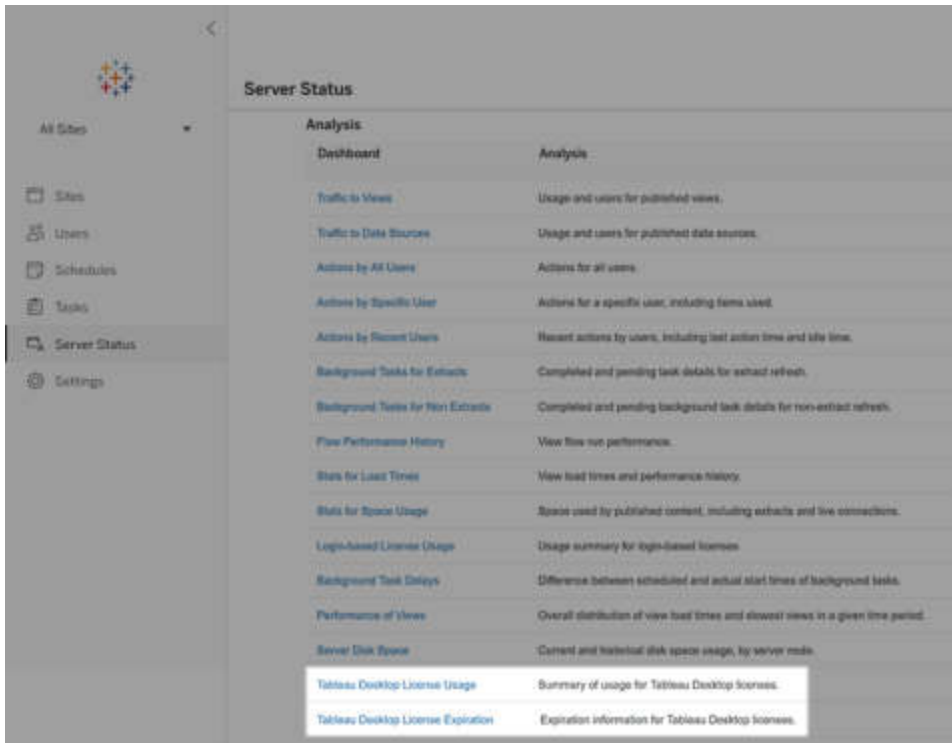 All Sites
Sites
Users
Schedules
Tasks
Server Status
Settings
Server Status
Analysis
Dashboard Analysis
Traffic to Views Usage and users for published views.
Traffic to Data Sources Usage and users for published data sources.
Actions by All Users Actions for all users.
Actions by Specific User Actions for a specific user, including items used.
Actions by Recent Users Recent actions by users, including last action time and idle time.
Background Tasks for Extracts Completed and pending task details for extract refresh.
Background Tasks for Non Extracts Completed and pending background task details for non-extract refresh.
Flow Performance History View flow run performance.
Stats for Load Times View load times and performance history.
Stats for Space Usage Space used by published content, including extracts and live connections.
Login-based License Usage Usage summary for login-based licenses
Background Task Delays Difference between scheduled and actual start times of background tasks.
Performance of Views Overall distribution of view load times and slowest views in a given time period.
Server Disk Space Current and historical disk space usage, by server node.
Tableau Desktop License Usage Summary of usage for Tableau Desktop licenses.
Tableau Desktop License Expiration Expiration information for Tableau Desktop licenses.